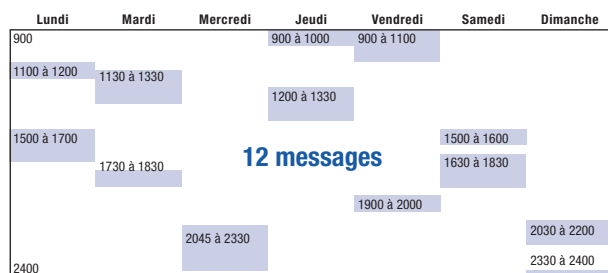 Lundi Mardi Mercredi Jeudi Vendredi Samedi Dimanche
900 900 à 1000 900 à 1100
1100 à 1200 1130 à 1330
1200 à 1330
1500 à 1700 1500 à 1600
12 messages
1730 à 1830 1630 à 1830
1900 à 2000
2045 à 2330 2030 à 2200
2330 à 2400
2400